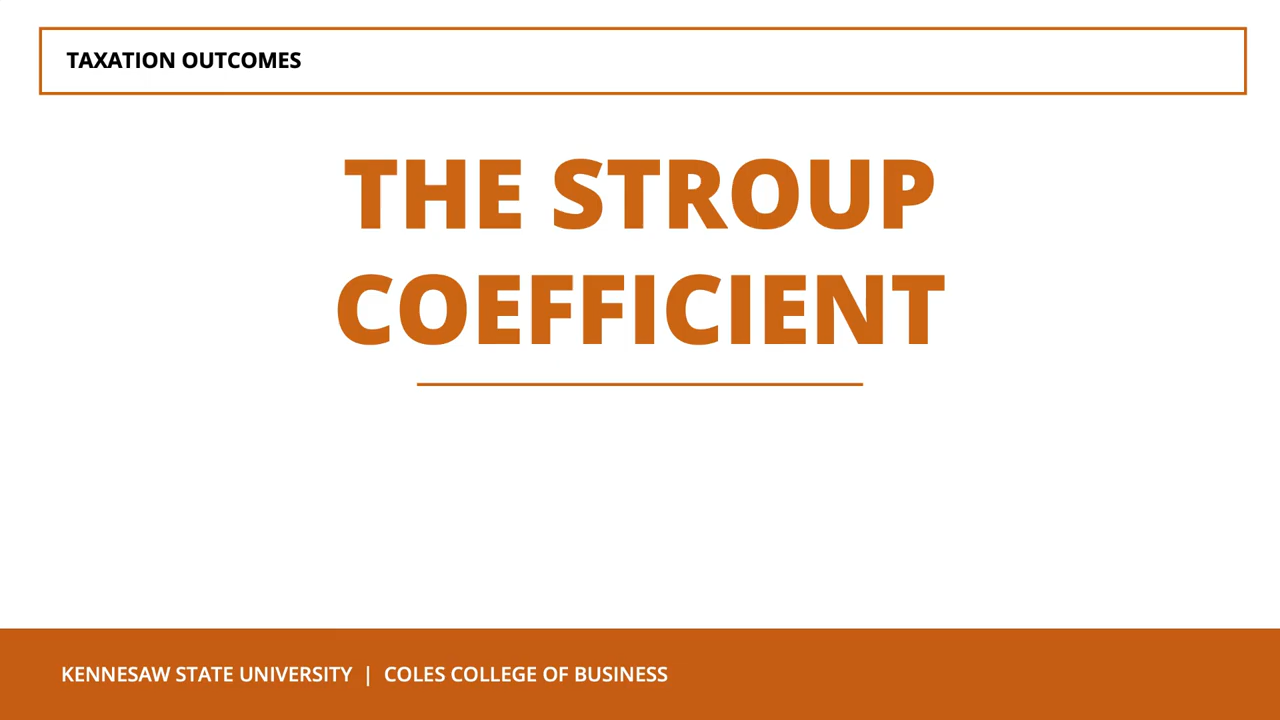 TAXATION OUTCOMES
THE STROUP
COEFFICIENT
KENNESAW STATE UNIVERSITY | COLES COLLEGE OF BUSINESS